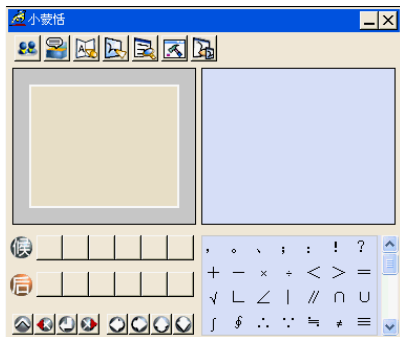 小蒙恬
候
， 。 、 ； ： ！ ？
＋ － × ÷ ＜ ＞ ＝
后
√ ∟ ∠ ∣ ∥ ∩ ∪
∫ ∮ ∴ ∵ ≒ ≠ ≡